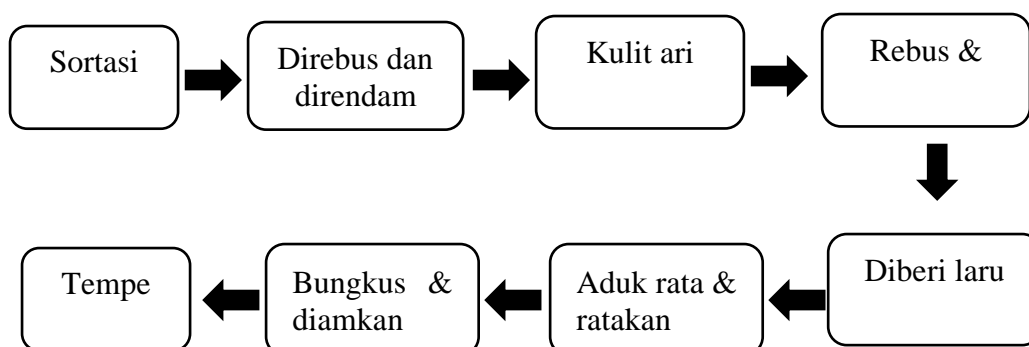 Sortasi
Direbus dan
direndam
Kulit ari
Rebus &
Diberi laru
Aduk rata &
ratakan
Bungkus &
diamkan
Tempe